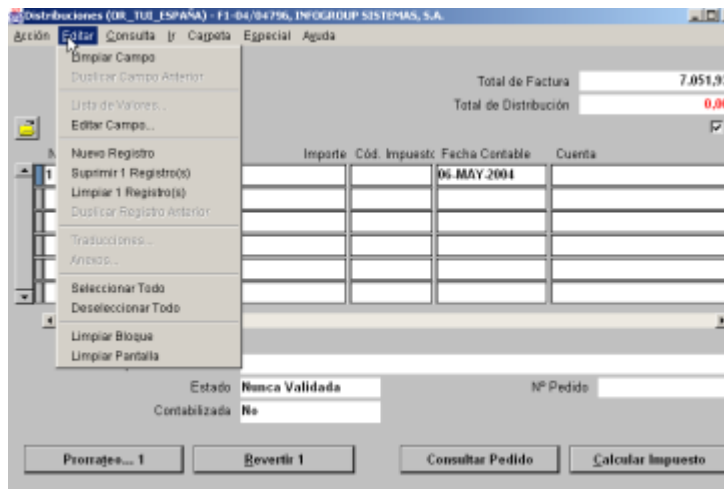 Distribuciones (OR_TUI_ESPAÑA) - F1-04/04796, INFOGROUP SISTEMAS, S.A.
Acción Editar Consulta Ir Carpeta Especial Ayuda
Limpiar Campo
Duplicar Campo Anterior
Total de Factura 7.051,93
Total de Distribución 0,00
Lista de Valores...
Editar Campo...
Nuevo Registro
Importe Cód. Impuesto Fecha Contable Cuenta
Suprimir 1 Registro(s)
1 06-MAY-2004
Limpiar 1 Registro(s)
Duplicar Registro Anterior
Traducciones...
Anexos...
Seleccionar Todo
Deseleccionar Todo
Limpiar Bloque
Limpiar Pantalla
Estado Nunca Validada Nº Pedido
Contabilizada No
Prorrateo... 1 Revertir 1 Consultar Pedido Calcular Impuesto